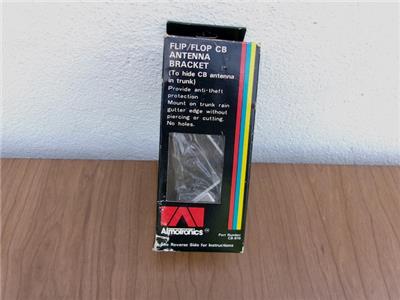 FLIP/FLOP CB
ANTENNA
BRACKET
(To hide CB antenna
in trunk)
Provide anti-theft
protection
Mount on trunk rain
gutter edge without
piercing or cutting.
No holes.
Almotronics
Part Number
See Reverse Side for Instructions